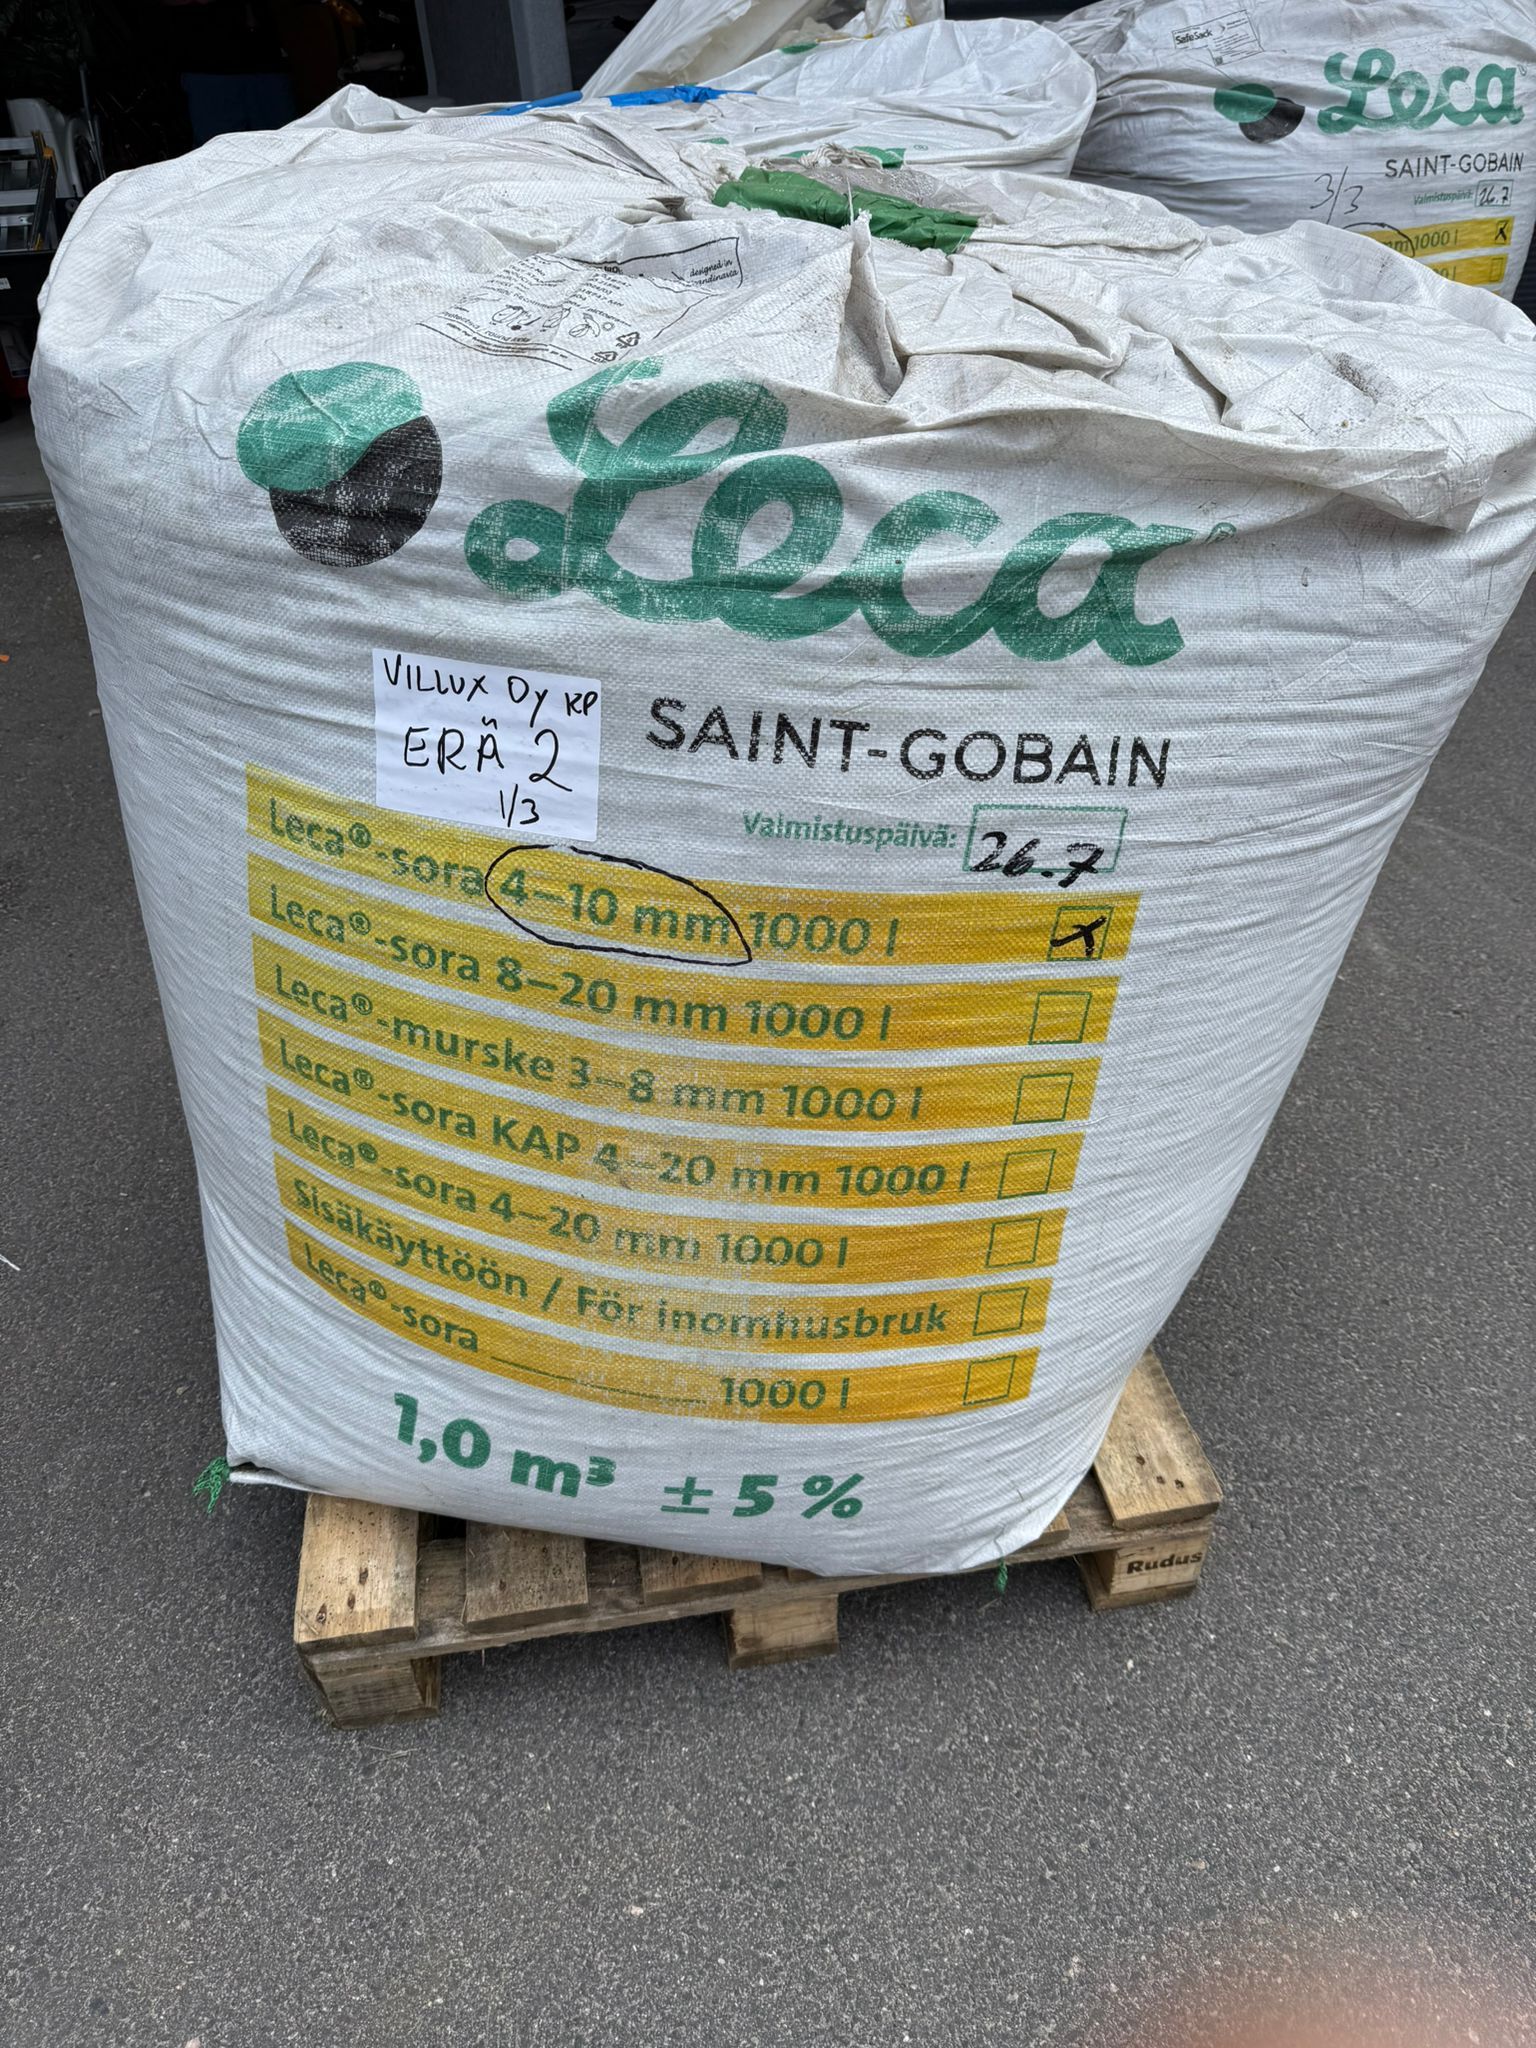 SafeSack
Leca
SAINT-GOBAIN
3/3
Valmistuspäivä: 26.7
mm 1000 l
designed in
scandinavia
Leca®
VILLUX OY KP
ERÄ 2
1/3
SAINT-GOBAIN
Valmistuspäivä: 26.7
Leca®-sora 4–10 mm 1000 l
Leca®-sora 8–20 mm 1000 l
Leca®-murske 3–8 mm 1000 l
Leca®-sora KAP 4–20 mm 1000 l
Leca®-sora 4–20 mm 1000 l
Sisäkäyttöön / För inomhusbruk
Leca®-sora ________ 1000 l
1,0 m³ ± 5 %
Rudus